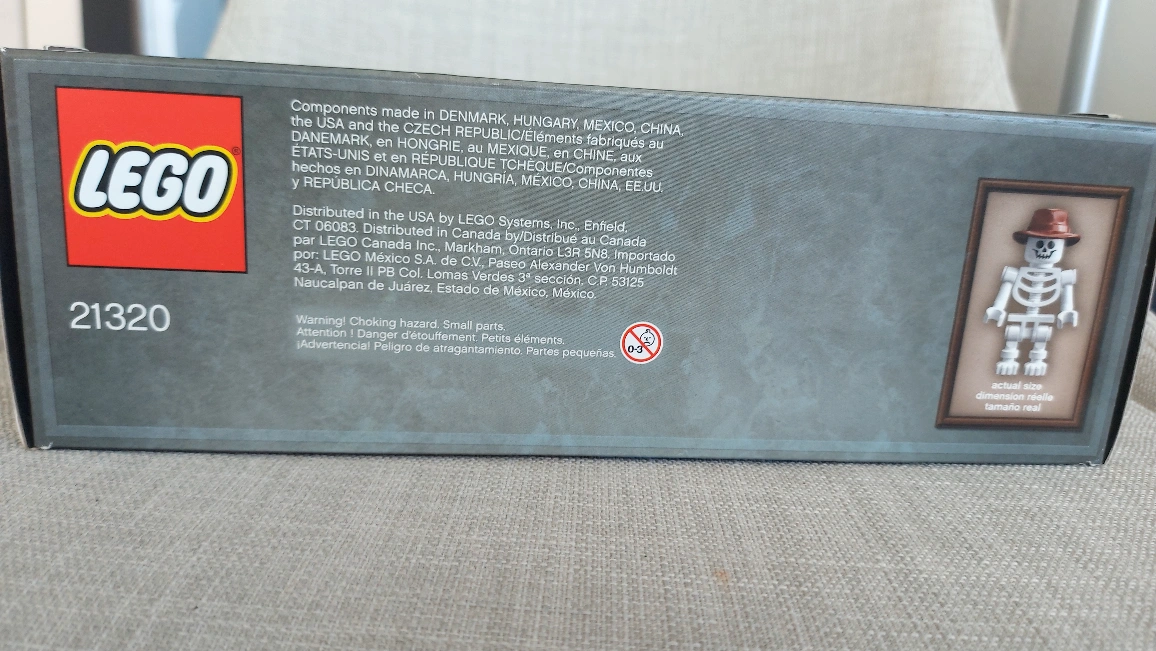 LEGO®
21320
Components made in DENMARK, HUNGARY, MEXICO, CHINA,
the USA and the CZECH REPUBLIC/Éléments fabriqués au
DANEMARK, en HONGRIE, au MEXIQUE, en CHINE, aux
ÉTATS-UNIS et en RÉPUBLIQUE TCHÈQUE/Componentes
hechos en DINAMARCA, HUNGRÍA, MÉXICO, CHINA, EE.UU.
y REPÚBLICA CHECA.
Distributed in the USA by LEGO Systems, Inc., Enfield,
CT 06083. Distributed in Canada by/Distribué au Canada
par LEGO Canada Inc., Markham, Ontario L3R 5N8. Importado
por: LEGO México S.A. de C.V., Paseo Alexander Von Humboldt
43-A, Torre II PB Col. Lomas Verdes 3ª sección, C.P. 53125
Naucalpan de Juárez, Estado de México, México.
Warning! Choking hazard. Small parts.
Attention ! Danger d'étouffement. Petits éléments.
¡Advertencia! Peligro de atragantamiento. Partes pequeñas.
0-3
actual size
dimension réelle
tamaño real